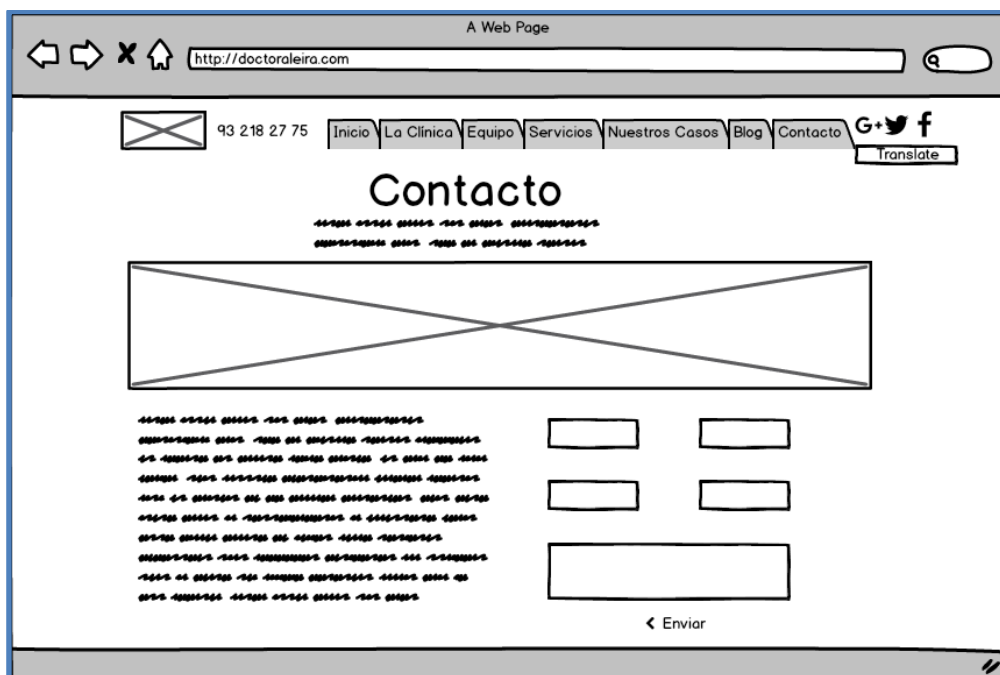 A Web Page
http://doctoraleira.com
93 218 27 75
Inicio La Clínica Equipo Servicios Nuestros Casos Blog Contacto
G+
Translate
Contacto
Enviar